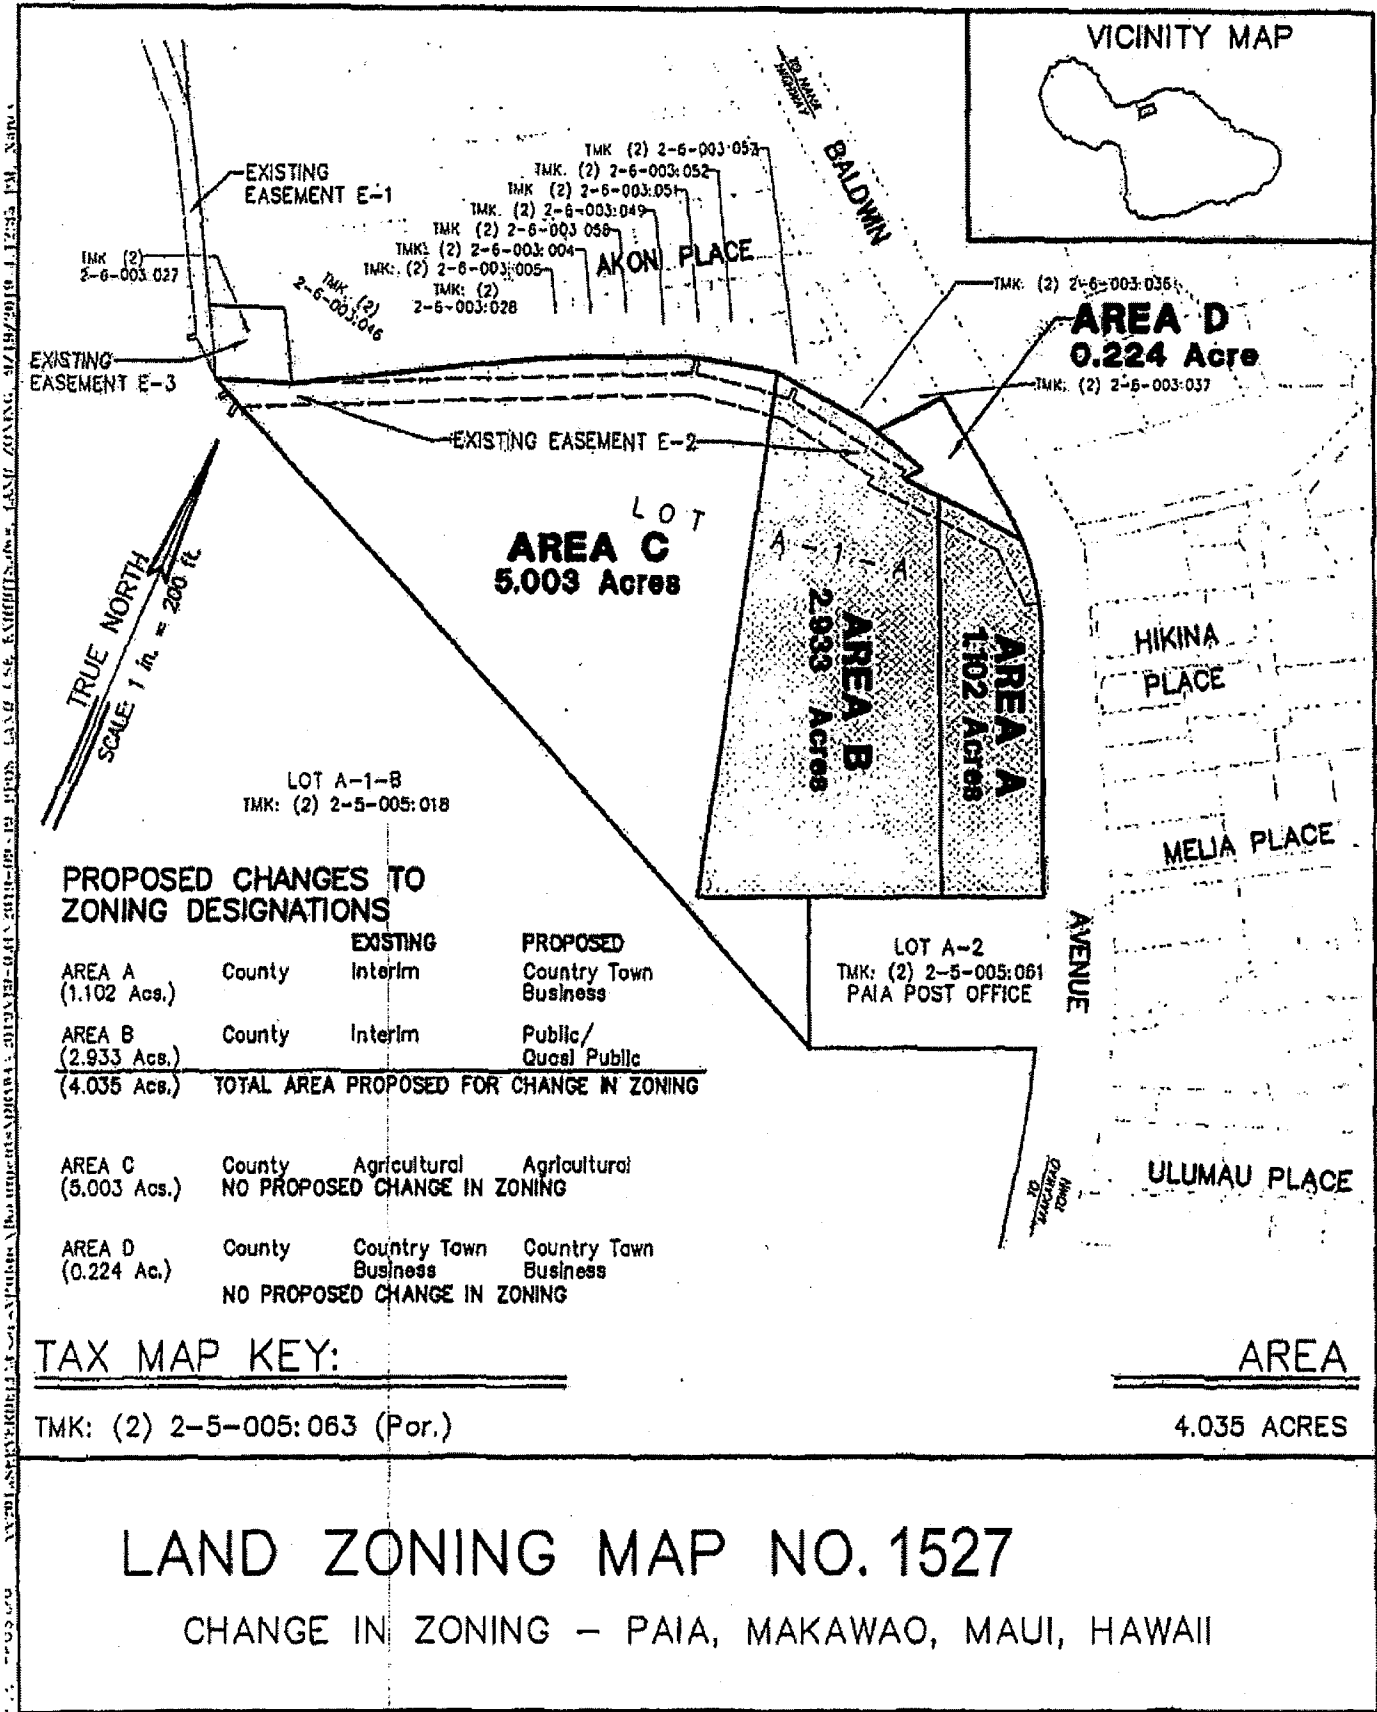 VICINITY MAP
TO HANA
HIGHWAY
BALDWIN
EXISTING
EASEMENT E-1
TMK (2) 2-6-003:053
TMK. (2) 2-6-003:052
TMK (2) 2-6-003:051
TMK. (2) 2-6-003:049
TMK (2) 2-6-003 058
TMK: (2) 2-6-003:004
TMK: (2) 2-6-003:005
TMK: (2)
2-6-003:028
AKONI PLACE
TMK (2)
2-6-003:027
TMK. (2)
2-6-003:046
EXISTING
EASEMENT E-3
TMK: (2) 2-6-003:036
AREA D
0.224 Acre
TMK: (2) 2-6-003:037
EXISTING EASEMENT E-2
LOT
A-1-A
AREA C
5.003 Acres
AREA B
2.933 Acres
AREA A
1.102 Acres
TRUE NORTH
SCALE: 1 in. = 200 ft.
HIKINA
PLACE
LOT A-1-B
TMK: (2) 2-5-005:018
MELIA PLACE
PROPOSED CHANGES TO
ZONING DESIGNATIONS
EXISTING PROPOSED
AREA A County Interim Country Town
(1.102 Acs.) Business
AREA B County Interim Public/
(2.933 Acs.) Quasi Public
(4.035 Acs.) TOTAL AREA PROPOSED FOR CHANGE IN ZONING
LOT A-2
TMK: (2) 2-5-005:061
PAIA POST OFFICE
AVENUE
AREA C County Agricultural Agricultural
(5.003 Acs.) NO PROPOSED CHANGE IN ZONING
TO
MAKAWAO
TOWN
ULUMAU PLACE
AREA D County Country Town Country Town
(0.224 Ac.) Business Business
NO PROPOSED CHANGE IN ZONING
TAX MAP KEY: AREA
TMK: (2) 2-5-005:063 (Por.) 4.035 ACRES
LAND ZONING MAP NO. 1527
CHANGE IN ZONING - PAIA, MAKAWAO, MAUI, HAWAII